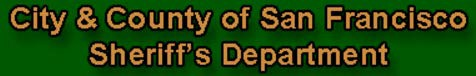 City & County of San Francisco
Sheriff's Department